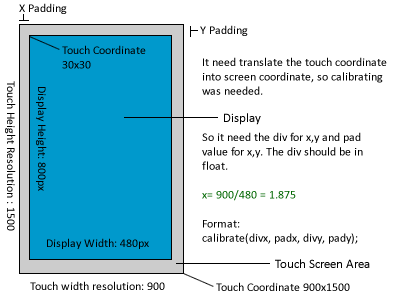 X Padding
Y Padding
Touch Coordinate
30x30
It need translate the touch coordinate
into screen coordinate, so calibrating
was needed.
Touch Height Resolution : 1500
Display Height: 800px
Display
So it need the div for x,y and pad
value for x,y. The div should be in
float.
x= 900/480 = 1.875
Format:
calibrate(divx, padx, divy, pady);
Display Width: 480px
Touch Screen Area
Touch width resolution: 900
Touch Coordinate 900x1500